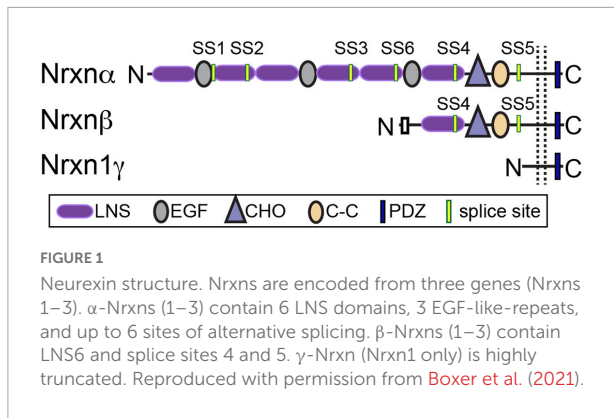 SS1 SS2 SS3 SS6 SS4 SS5
Nrxnα N C
SS4 SS5
Nrxnβ N C
Nrxn1γ N C
LNS EGF CHO C-C PDZ splice site
FIGURE 1
Neurexin structure. Nrxns are encoded from three genes (Nrxns
1–3). α-Nrxns (1–3) contain 6 LNS domains, 3 EGF-like-repeats,
and up to 6 sites of alternative splicing. β-Nrxns (1–3) contain
LNS6 and splice sites 4 and 5. γ-Nrxn (Nrxn1 only) is highly
truncated. Reproduced with permission from Boxer et al. (2021).